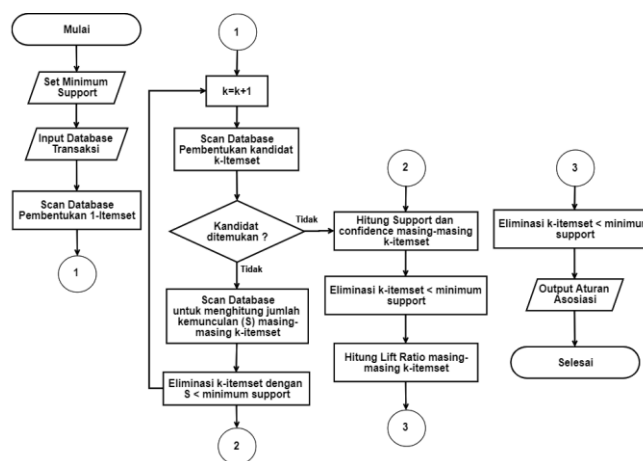 Mulai
Set Minimum
Support
Input Database
Transaksi
Scan Database
Pembentukan 1-Itemset
1
1
k=k+1
Scan Database
Pembentukan kandidat
k-Itemset
Kandidat
ditemukan ?
Tidak
Tidak
Scan Database
untuk menghitung jumlah
kemunculan (S) masing-
masing k-itemset
Eliminasi k-itemset dengan
S < minimum support
2
2
Hitung Support dan
confidence masing-masing
k-itemset
Eliminasi k-itemset < minimum
support
Hitung Lift Ratio masing-
masing k-itemset
3
3
Eliminasi k-itemset < minimum
support
Output Aturan
Asosiasi
Selesai